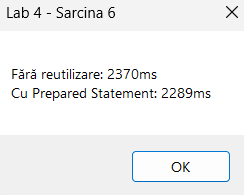 Lab 4 - Sarcina 6
Fără reutilizare: 2370ms
Cu Prepared Statement: 2289ms
OK